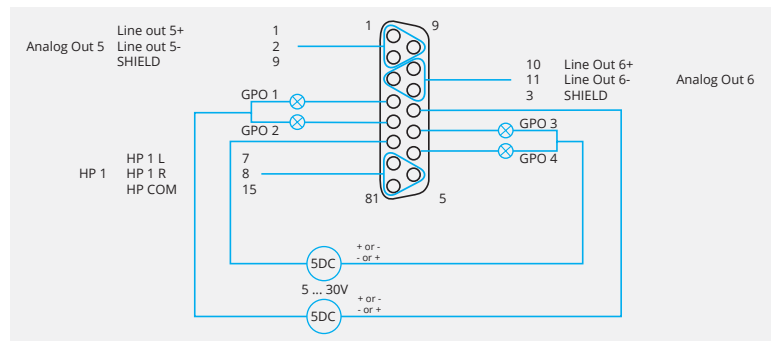 Line out 5+ 1
Analog Out 5 Line out 5- 2
SHIELD 9
1 9
10 Line Out 6+
11 Line Out 6- Analog Out 6
3 SHIELD
GPO 1
GPO 2
GPO 3
GPO 4
HP 1 L 7
HP 1 HP 1 R 8
HP COM 15
81 5
+ or -
5DC - or +
5 ... 30V
+ or -
5DC - or +